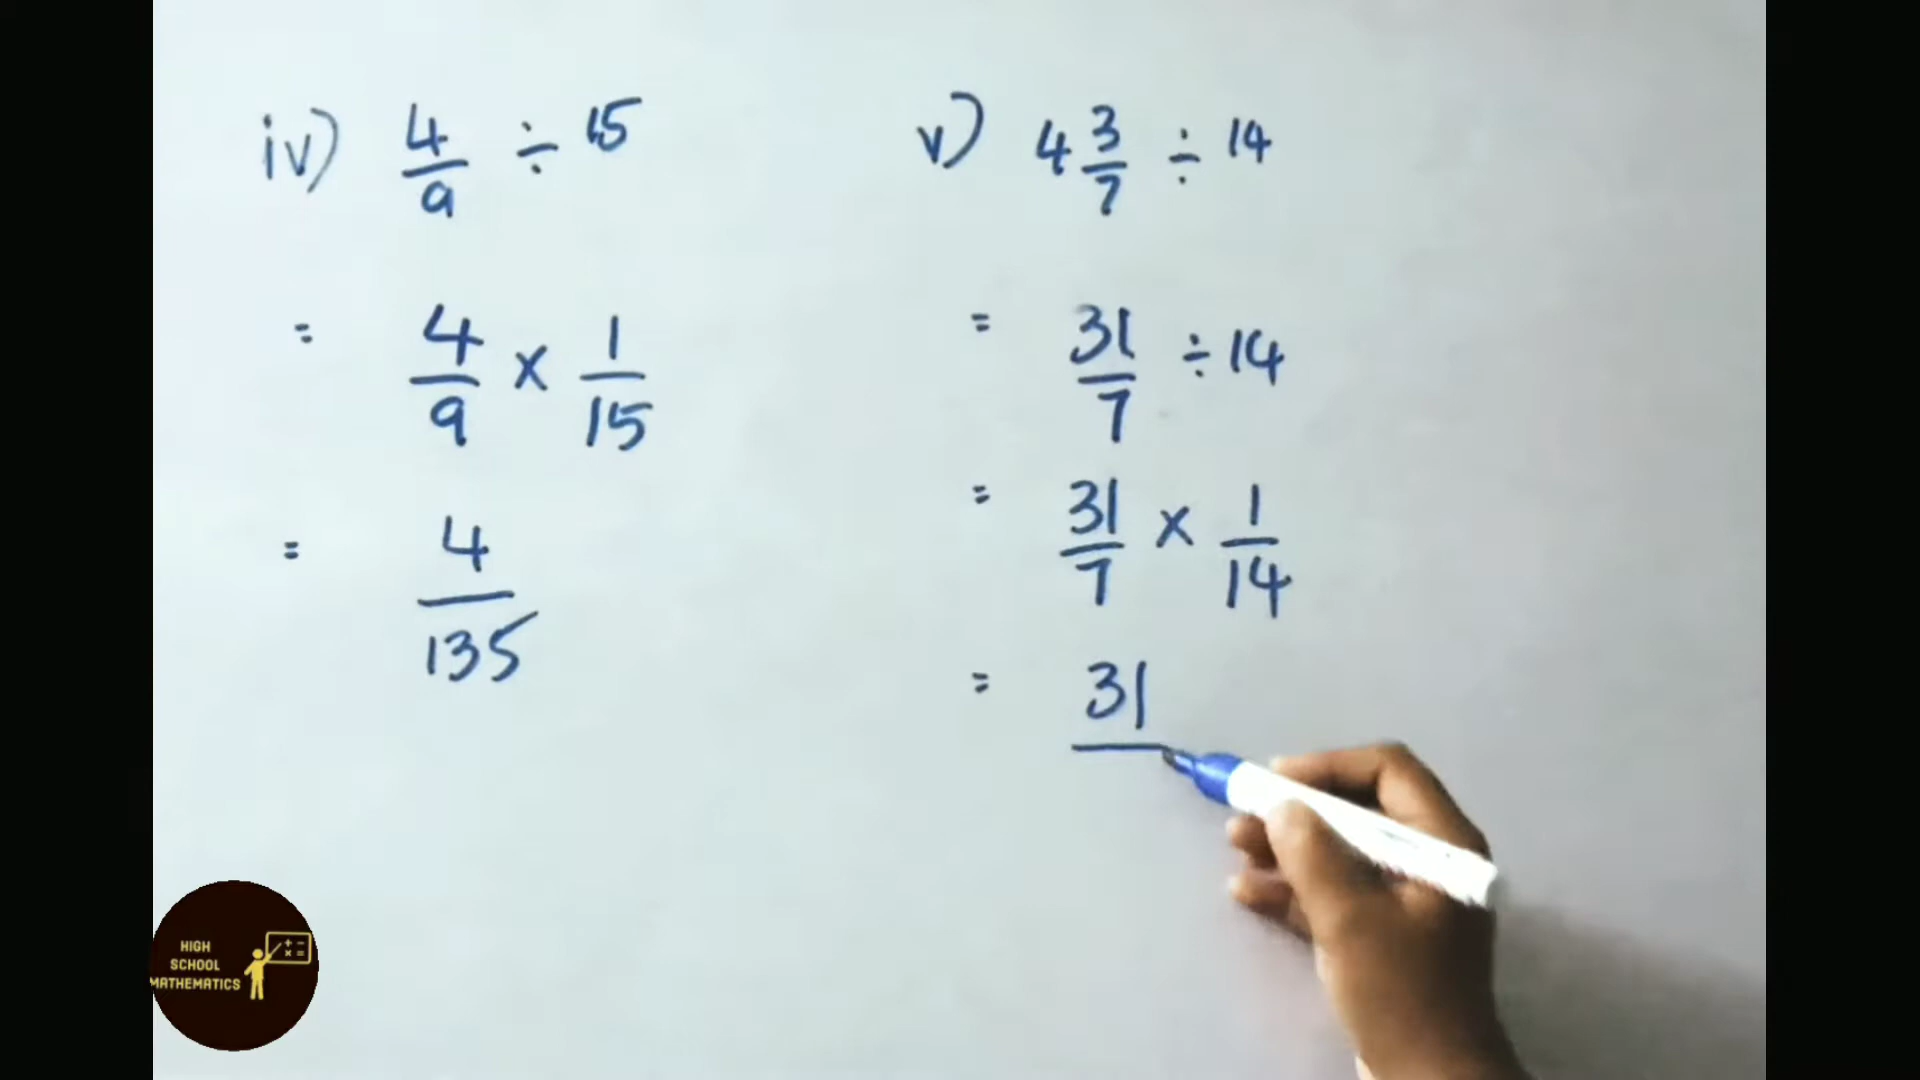 iv) 4/9 ÷ 15
= 4/9 × 1/15
= 4/135
v) 4 3/7 ÷ 14
= 31/7 ÷ 14
= 31/7 × 1/14
= 31
HIGH
SCHOOL
MATHEMATICS